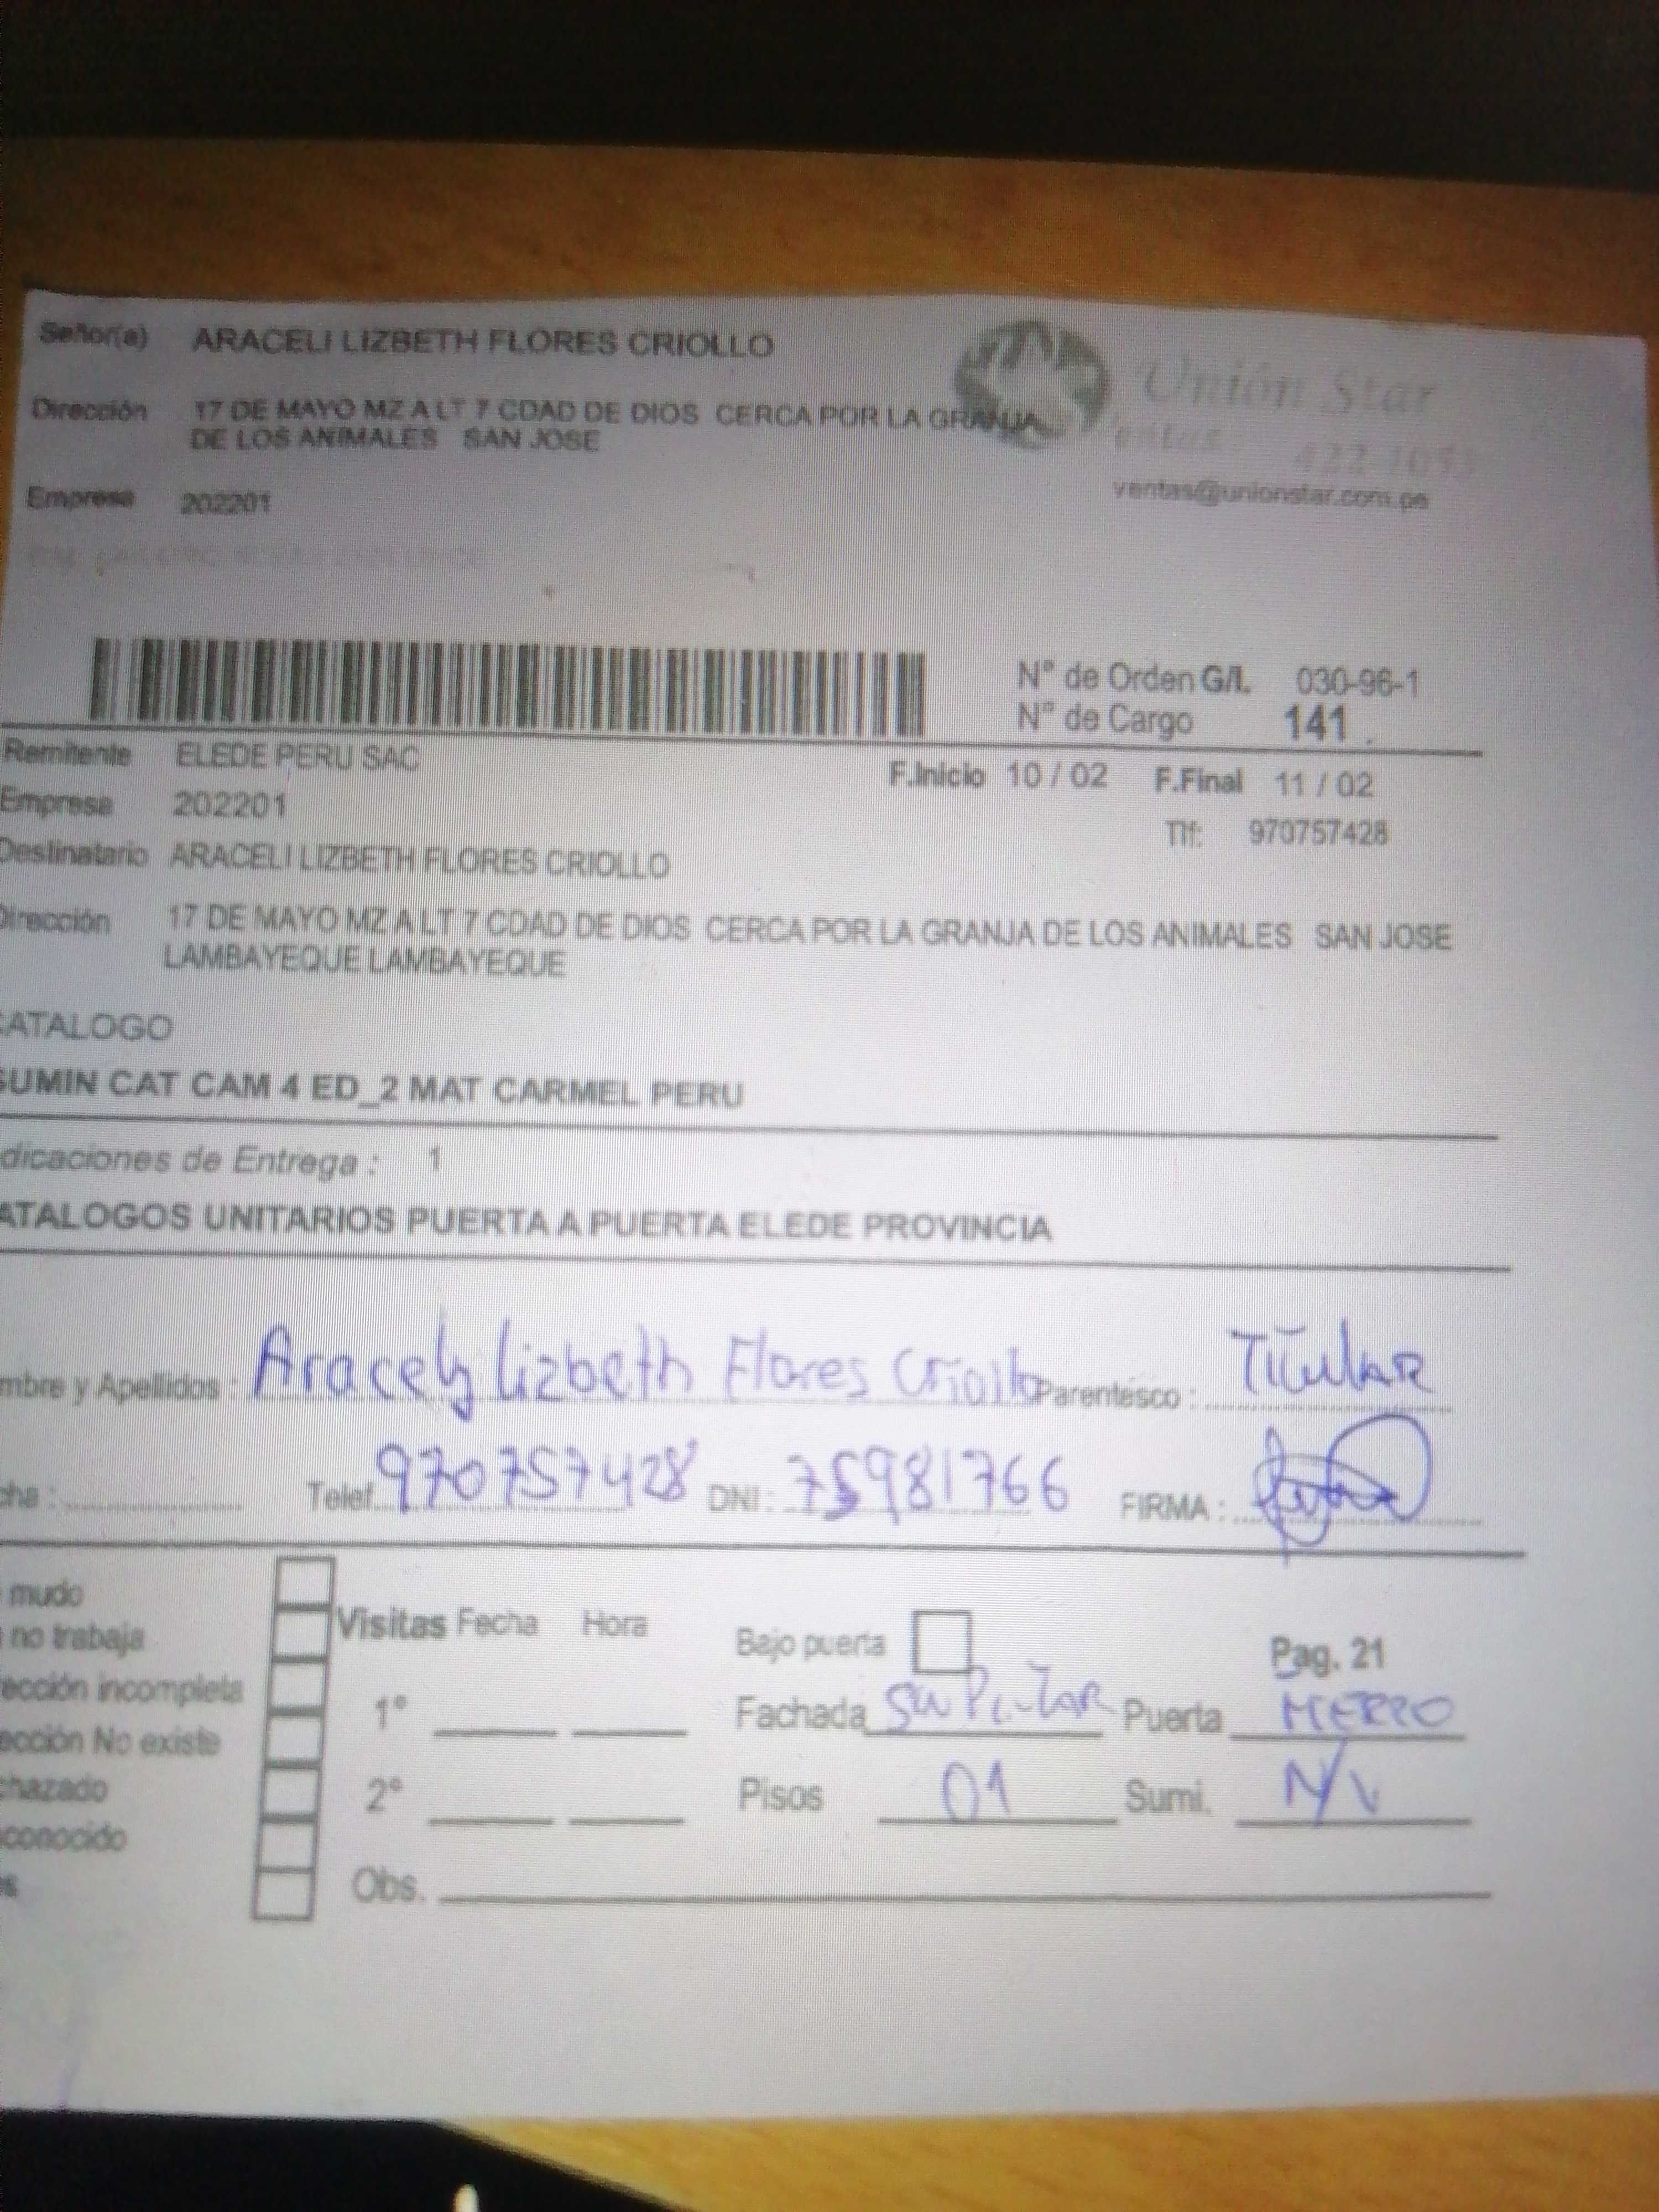 Señor(a) ARACELI LIZBETH FLORES CRIOLLO
Dirección 17 DE MAYO MZ A LT 7 CDAD DE DIOS CERCA POR LA GRANJA
DE LOS ANIMALES SAN JOSE
Unión Star
ventas@unionstar.com.pe
Empresa 202201
N° de Orden G/L 030-96-1
N° de Cargo 141
Remitente ELEDE PERU SAC
F.Inicio 10 / 02 F.Final 11 / 02
Empresa 202201
Tlf: 970757428
Destinatario ARACELI LIZBETH FLORES CRIOLLO
Dirección 17 DE MAYO MZ A LT 7 CDAD DE DIOS CERCA POR LA GRANJA DE LOS ANIMALES SAN JOSE
LAMBAYEQUE LAMBAYEQUE
CATALOGO
SUMIN CAT CAM 4 ED_2 MAT CARMEL PERU
dicaciones de Entrega : 1
ATALOGOS UNITARIOS PUERTA A PUERTA ELEDE PROVINCIA
mbre y Apellidos : Aracely Lizbeth Flores Criollo Parentesco : Titular
cha : Telef. 970757428 DNI : 75981766 FIRMA :
mudo
no trabaja
ección incompleta
ección No existe
chazado
conocido
s
Visitas Fecha Hora
1°
2°
Obs.
Bajo puerta Pag. 21
Fachada Puerta
Pisos 01 Sumi. N/V